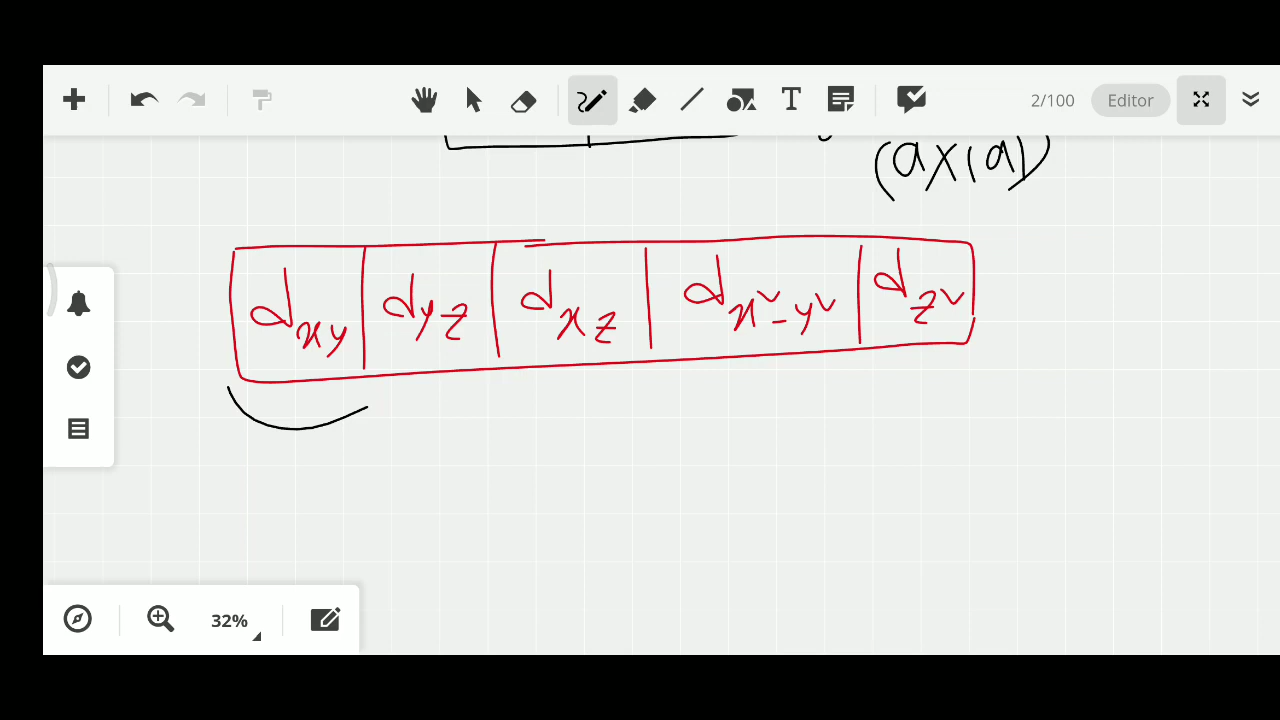 2/100 Editor
(axial)
dxy dyz dxz dx²-y² dz²
32%